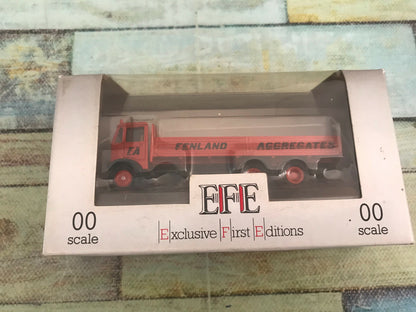 FA FENLAND AGGREGATES
EFE
00 scale
Exclusive First Editions
00 scale